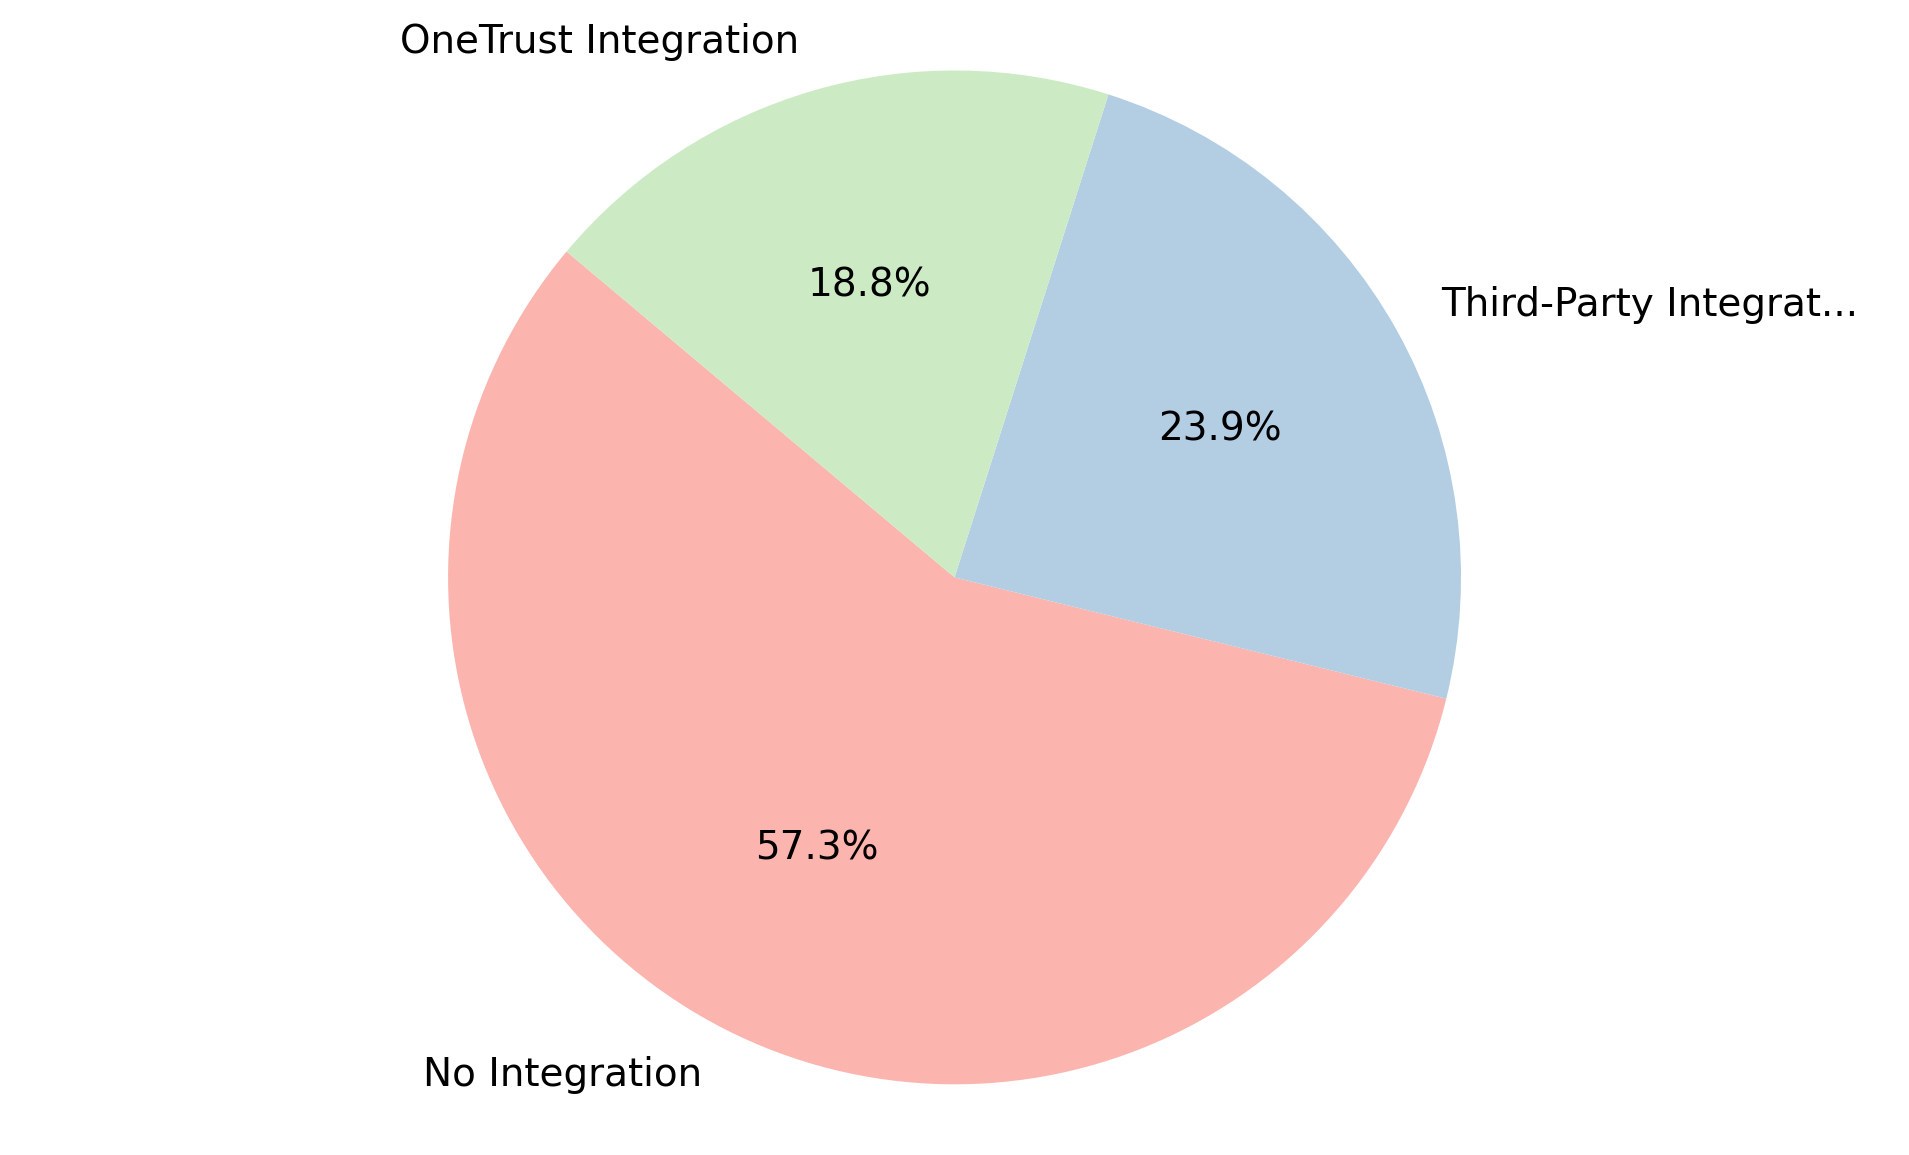 OneTrust Integration
18.8%
Third-Party Integrat...
23.9%
57.3%
No Integration